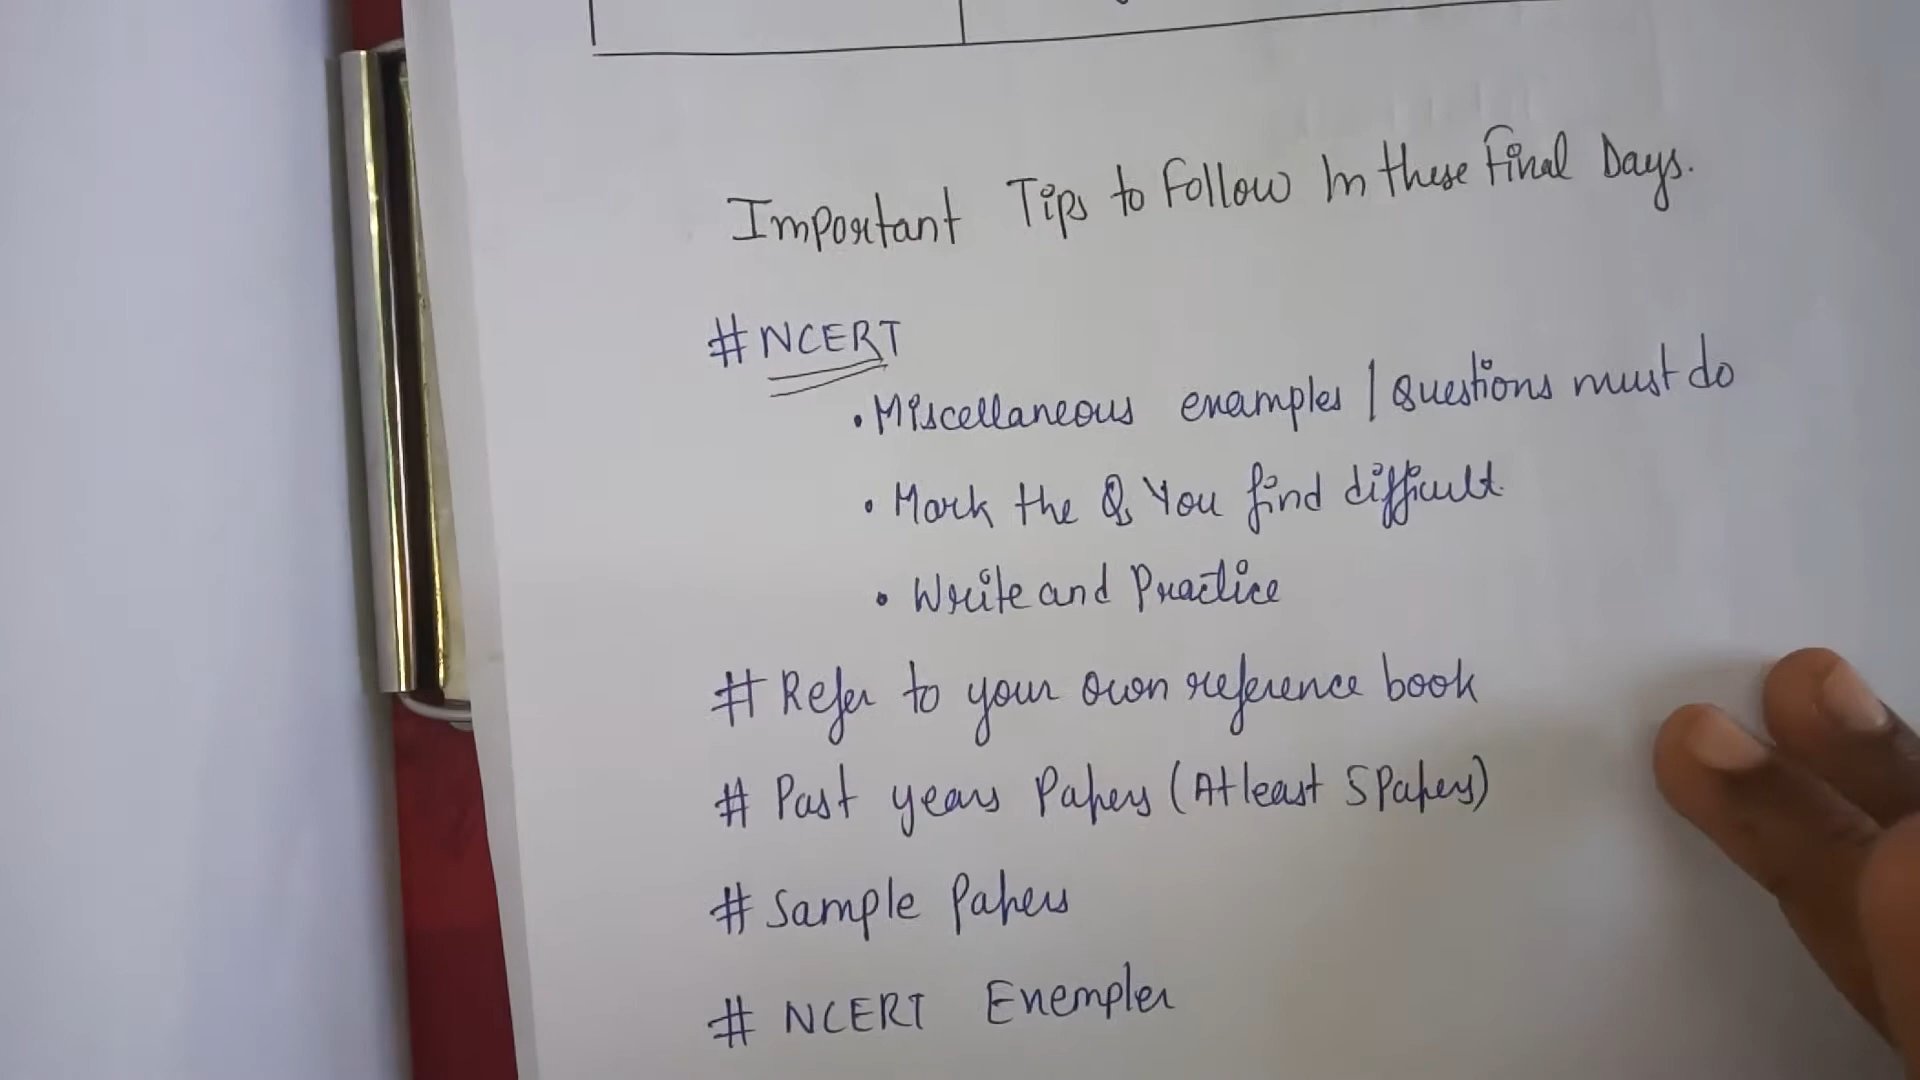 Important Tips to Follow In these Final Days.
# NCERT
• Miscellaneous examples / Questions must do
• Mark the Q You find difficult.
• Write and Practice
# Refer to your own reference book
# Past years Papers (Atleast 5 Papers)
# Sample Papers
# NCERT Exempler